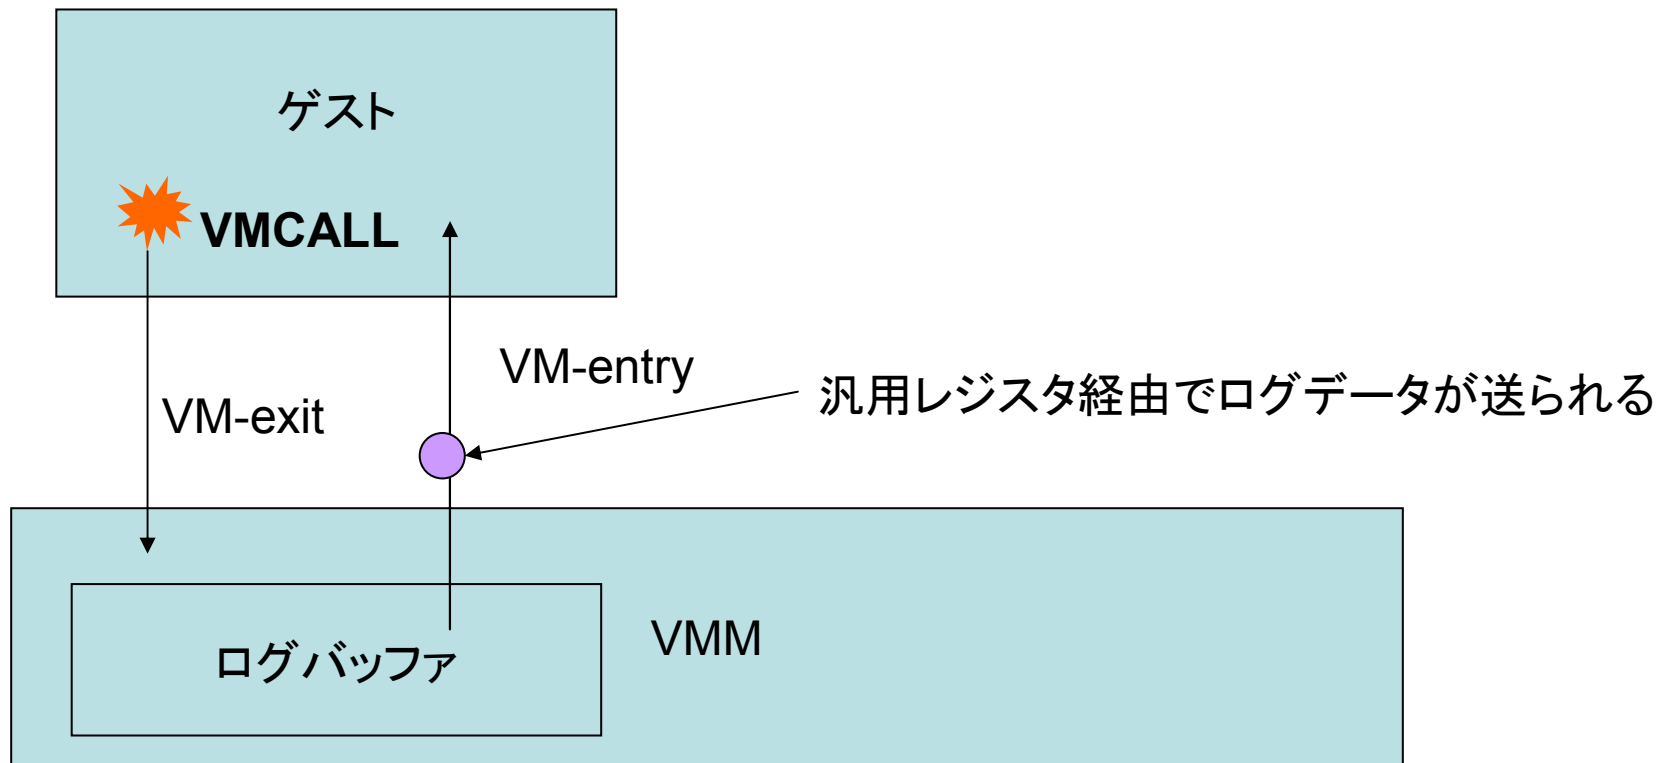 ゲスト
VMCALL
VM-entry
汎用レジスタ経由でログデータが送られる
VM-exit
VMM
ログバッファ